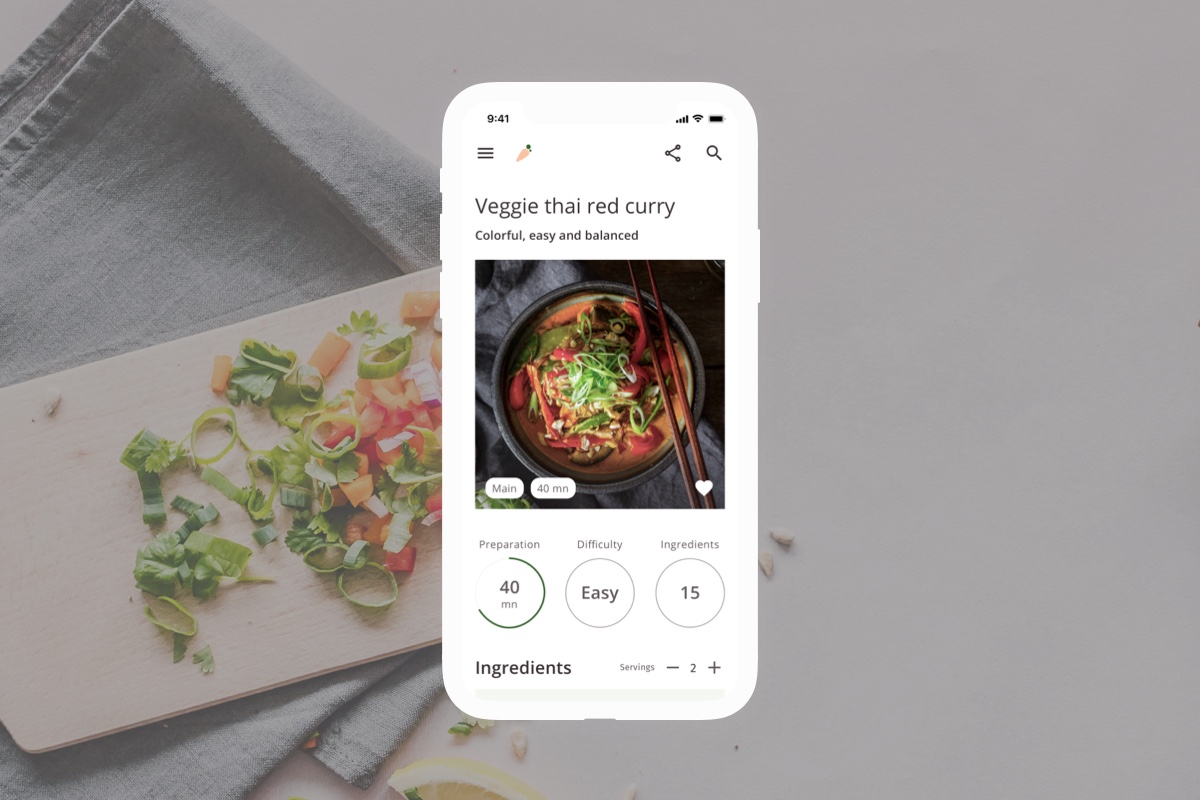 9:41
Veggie thai red curry
Colorful, easy and balanced
Main 40 mn
Preparation Difficulty Ingredients
40 mn Easy 15
Ingredients Servings 2